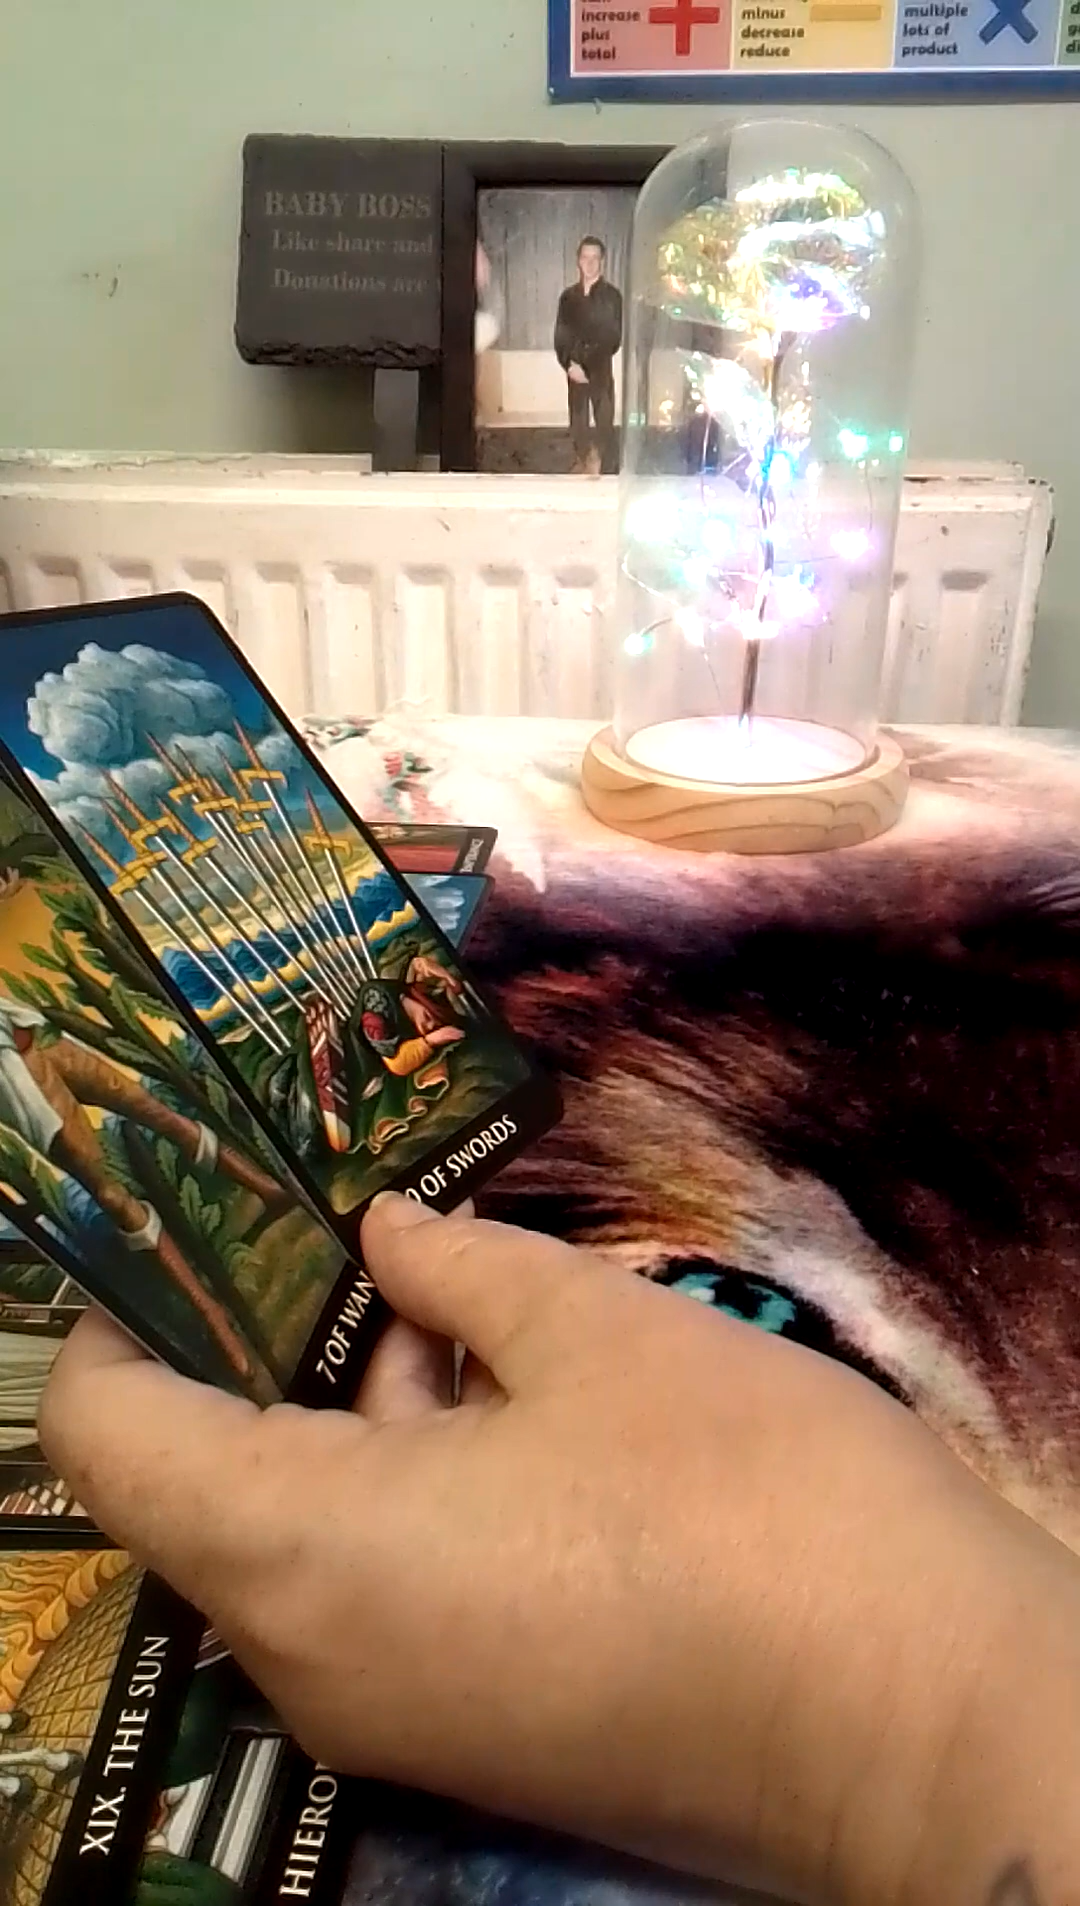 increase
plus
total
minus
decrease
reduce
multiple
lots of
product
BABY BOSS
Like share and
Donations are
0 OF SWORDS
7 OF WAN
XIX. THE SUN
HIERO